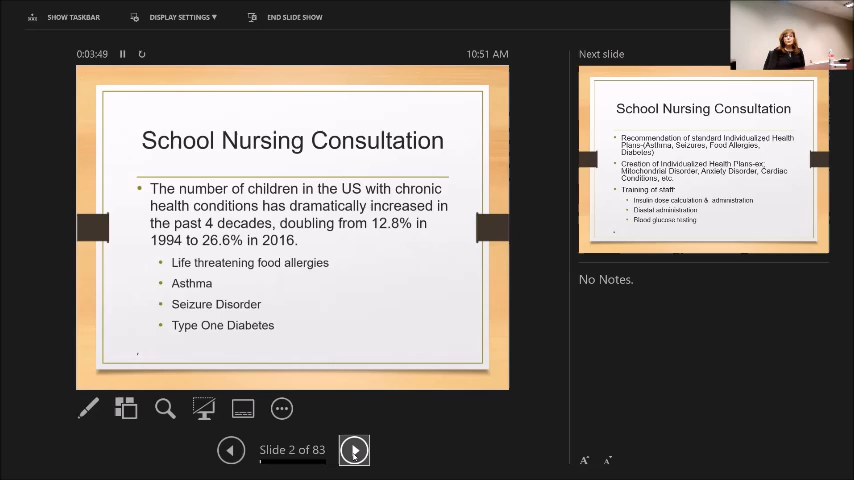 SHOW TASKBAR
DISPLAY SETTINGS ▼
END SLIDE SHOW
0:03:49
10:51 AM
School Nursing Consultation
• The number of children in the US with chronic
health conditions has dramatically increased in
the past 4 decades, doubling from 12.8% in
1994 to 26.6% in 2016.
• Life threatening food allergies
• Asthma
• Seizure Disorder
• Type One Diabetes
Slide 2 of 83
Next slide
School Nursing Consultation
• Recommendation of standard Individualized Health
Plans-(Asthma, Seizures, Food Allergies,
Diabetes)
• Creation of Individualized Health Plans-ex;
Mitochondrial Disorder, Anxiety Disorder, Cardiac
Conditions, etc.
• Training of staff:
• Insulin dose calculation & administration
• Diastat administration
• Blood glucose testing
No Notes.
A A